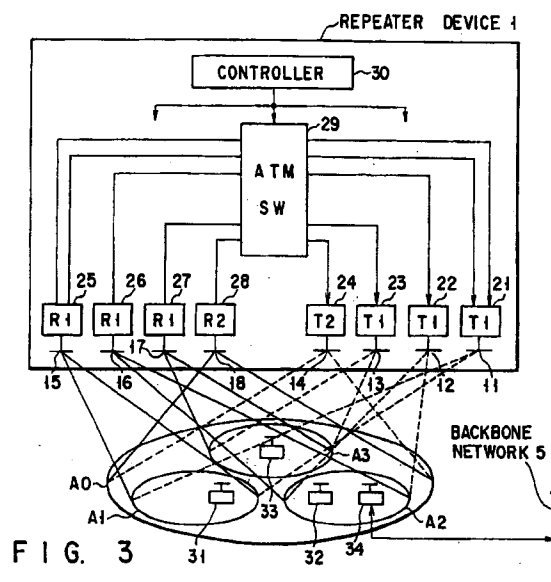 REPEATER DEVICE 1
CONTROLLER 30
29
ATM
SW
25 26 27 28 24 23 22 21
R1 R1 R1 R2 T2 T1 T1 T1
15 16 17 18 14 13 12 11
A0 A3 BACKBONE
NETWORK 5
33
A1 A2
31 32 34
FIG. 3